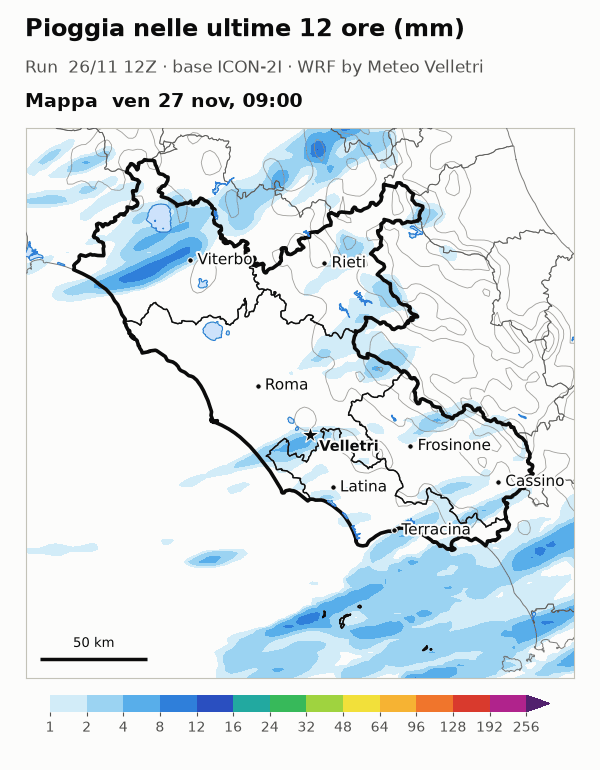 Pioggia nelle ultime 12 ore (mm)
Run 26/11 12Z · base ICON-2I · WRF by Meteo Velletri
Mappa ven 27 nov, 09:00
Viterbo
Rieti
Roma
Velletri
Frosinone
Latina
Cassino
Terracina
50 km
1 2 4 8 12 16 24 32 48 64 96 128 192 256